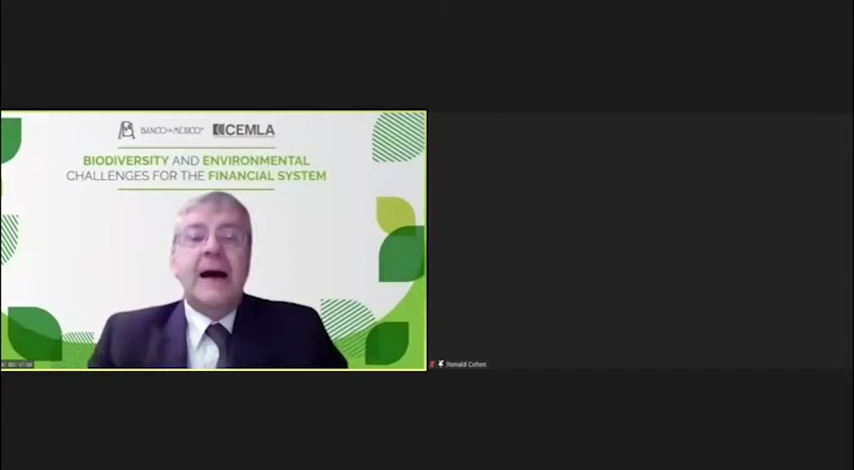 BANCO DE MÉXICO
CEMLA
BIODIVERSITY AND ENVIRONMENTAL
CHALLENGES FOR THE FINANCIAL SYSTEM
Ronald Cohen